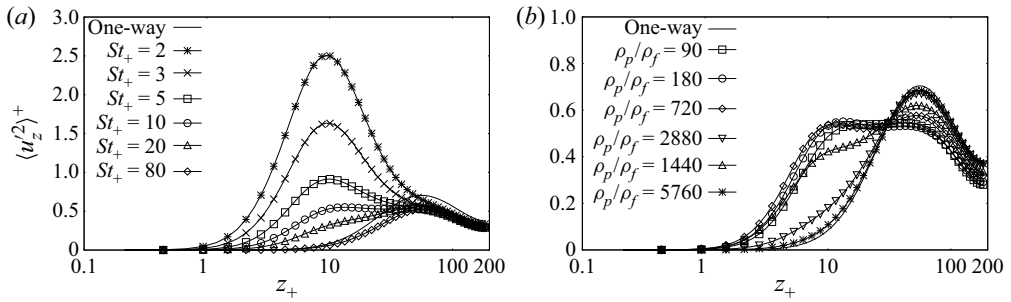 (a)
3.0
2.5
2.0
1.5
1.0
0.5
0
⟨u′z²⟩+
One-way
St+ = 2
St+ = 3
St+ = 5
St+ = 10
St+ = 20
St+ = 80
0.1 1 10 100 200
z+
(b)
1.0
0.8
0.6
0.4
0.2
0
One-way
ρp/ρf = 90
ρp/ρf = 180
ρp/ρf = 720
ρp/ρf = 2880
ρp/ρf = 1440
ρp/ρf = 5760
0.1 1 10 100 200
z+